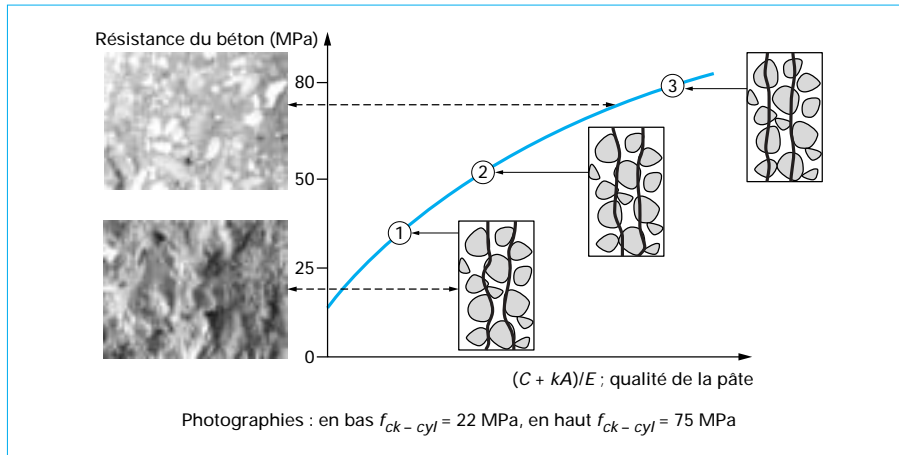 Résistance du béton (MPa)
80
3
50
2
1
25
0
(C + kA)/E ; qualité de la pâte
Photographies : en bas fck – cyl = 22 MPa, en haut fck – cyl = 75 MPa